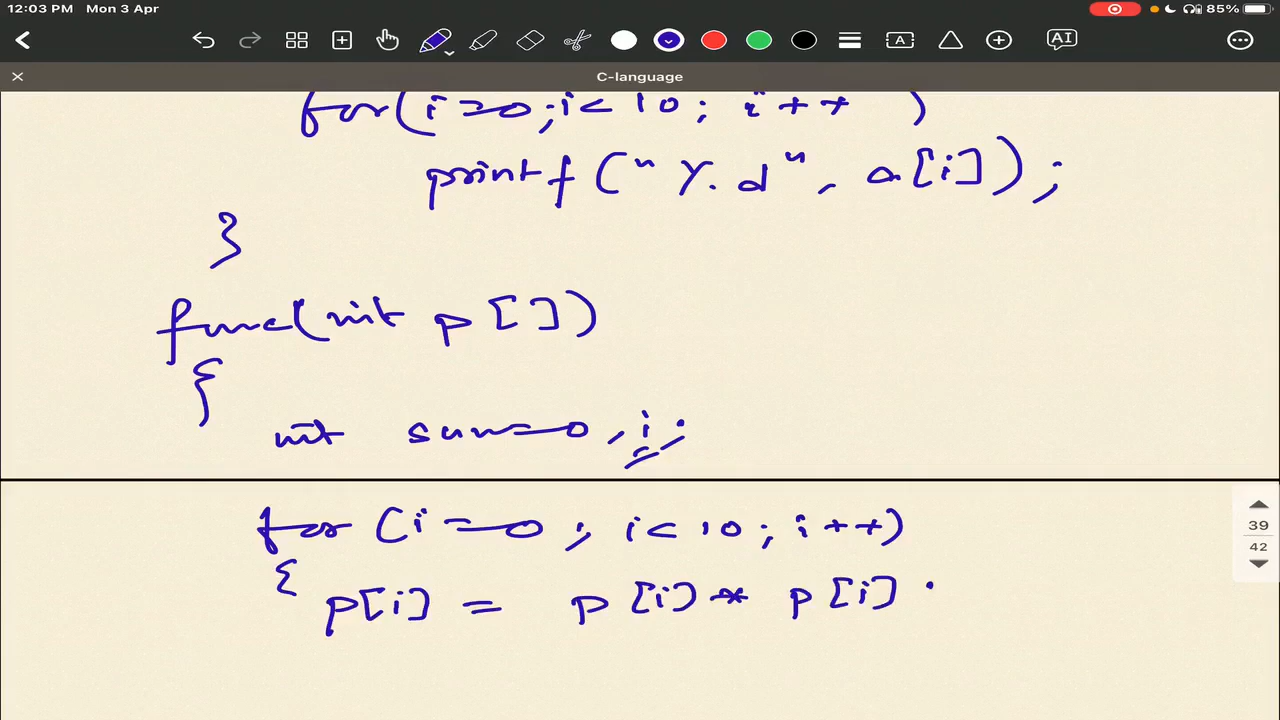 12:03 PM Mon 3 Apr 85%
A AI
C-language
for(i=0;i<10; i++ )
printf("%d", a[i]);
}
func(int p[])
{
int sum=0,i;
39
42
for (i=0; i<10; i++)
{ p[i] = p[i]* p[i]